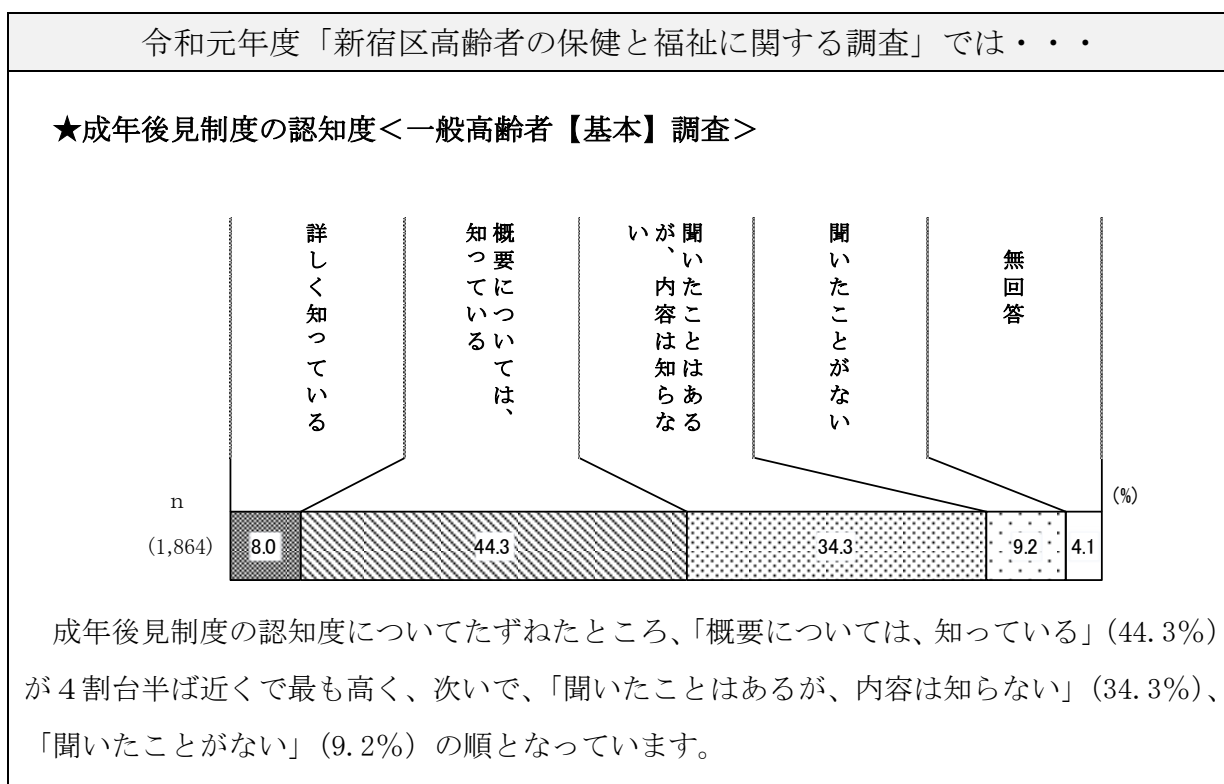 令和元年度「新宿区高齢者の保健と福祉に関する調査」では・・・
★成年後見制度の認知度＜一般高齢者【基本】調査＞
詳しく知っている
概要については、
知っている
聞いたことはある
が、内容は知らな
い
聞いたことがない
無回答
n
(%)
(1,864)
8.0
44.3
34.3
9.2
4.1
成年後見制度の認知度についてたずねたところ、「概要については、知っている」(44.3%)
が４割台半ば近くで最も高く、次いで、「聞いたことはあるが、内容は知らない」(34.3%)、
「聞いたことがない」(9.2%) の順となっています。